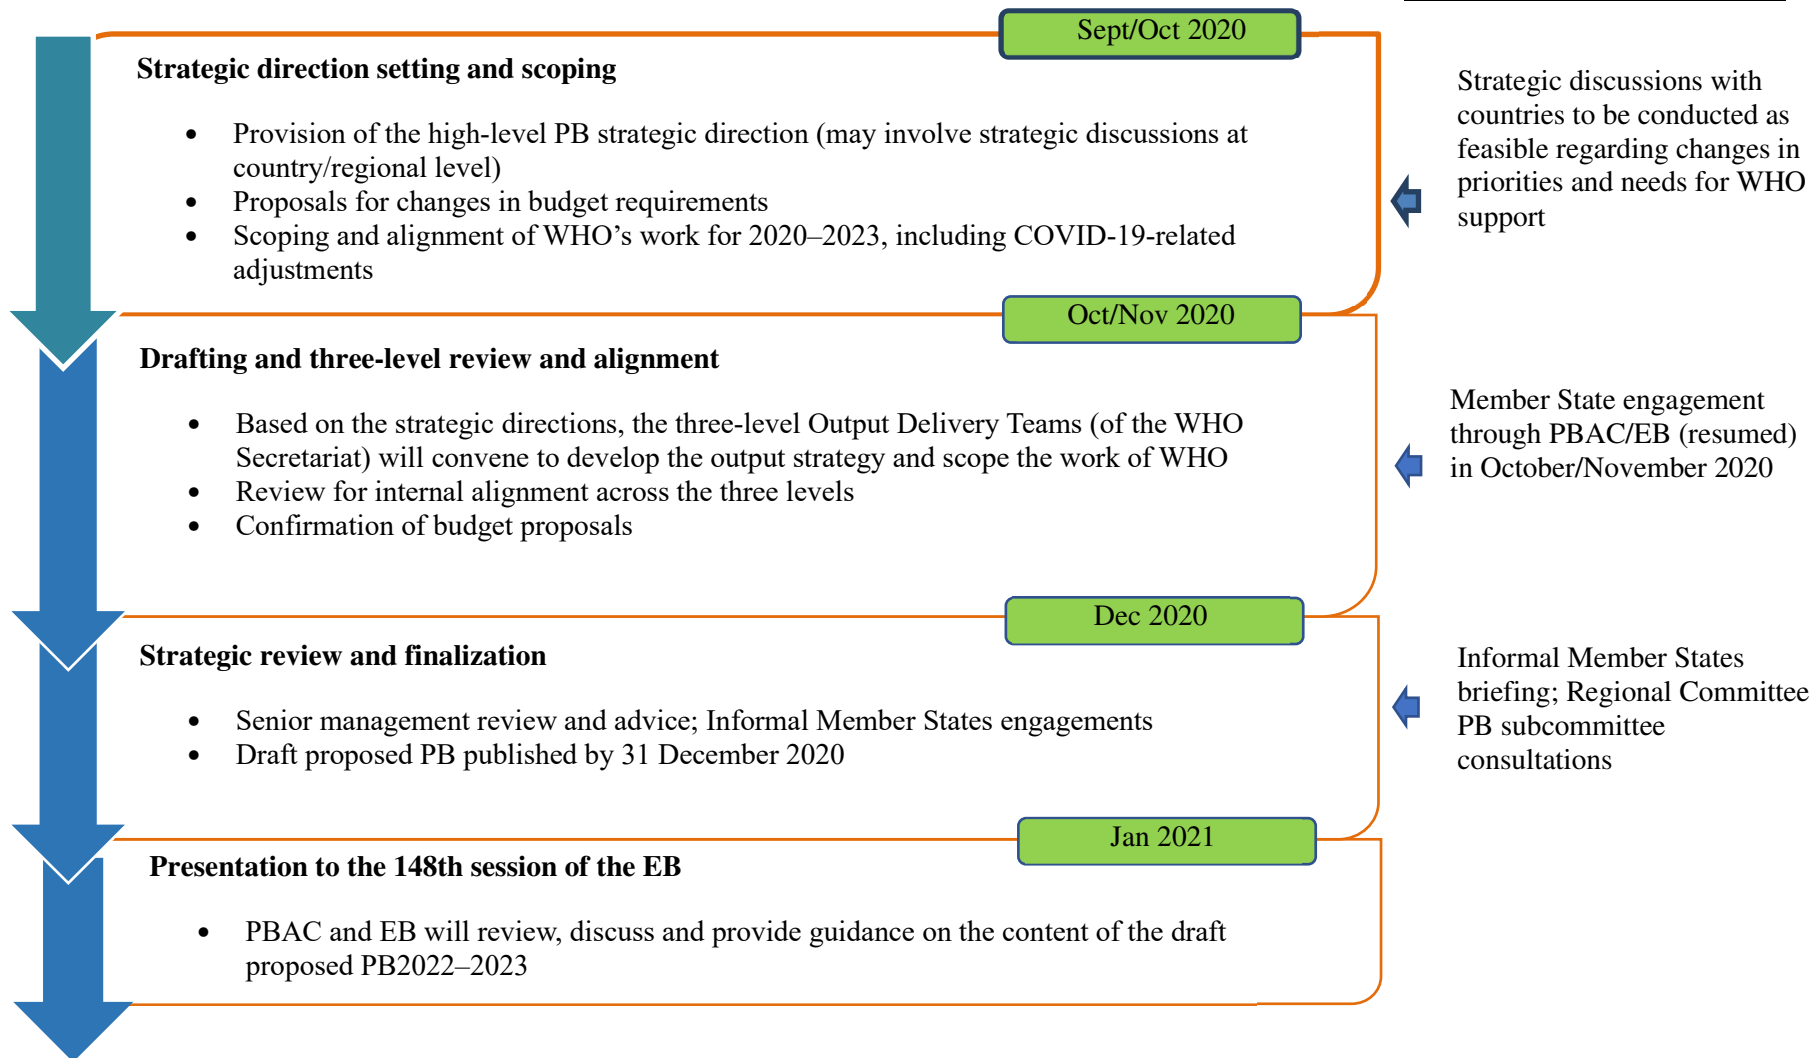 Sept/Oct 2020
Strategic direction setting and scoping
• Provision of the high-level PB strategic direction (may involve strategic discussions at
country/regional level)
• Proposals for changes in budget requirements
• Scoping and alignment of WHO’s work for 2020–2023, including COVID-19-related
adjustments
Strategic discussions with
countries to be conducted as
feasible regarding changes in
priorities and needs for WHO
support
Oct/Nov 2020
Drafting and three-level review and alignment
• Based on the strategic directions, the three-level Output Delivery Teams (of the WHO
Secretariat) will convene to develop the output strategy and scope the work of WHO
• Review for internal alignment across the three levels
• Confirmation of budget proposals
Member State engagement
through PBAC/EB (resumed)
in October/November 2020
Dec 2020
Strategic review and finalization
• Senior management review and advice; Informal Member States engagements
• Draft proposed PB published by 31 December 2020
Informal Member States
briefing; Regional Committee
PB subcommittee
consultations
Jan 2021
Presentation to the 148th session of the EB
• PBAC and EB will review, discuss and provide guidance on the content of the draft
proposed PB2022–2023